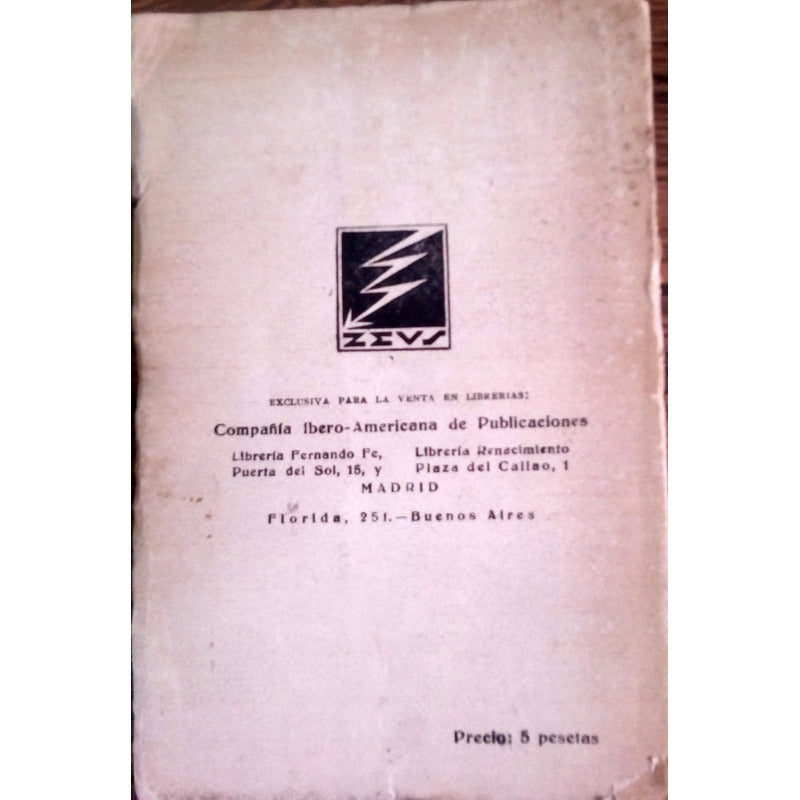 ZEVS
EXCLUSIVA PARA LA VENTA EN LIBRERIAS:
Compañía Ibero-Americana de Publicaciones
Librería Fernando Fe, Librería Renacimiento
Puerta del Sol, 15, y Plaza del Callao, 1
MADRID
Florida, 251.—Buenos Aires
Precio: 5 pesetas